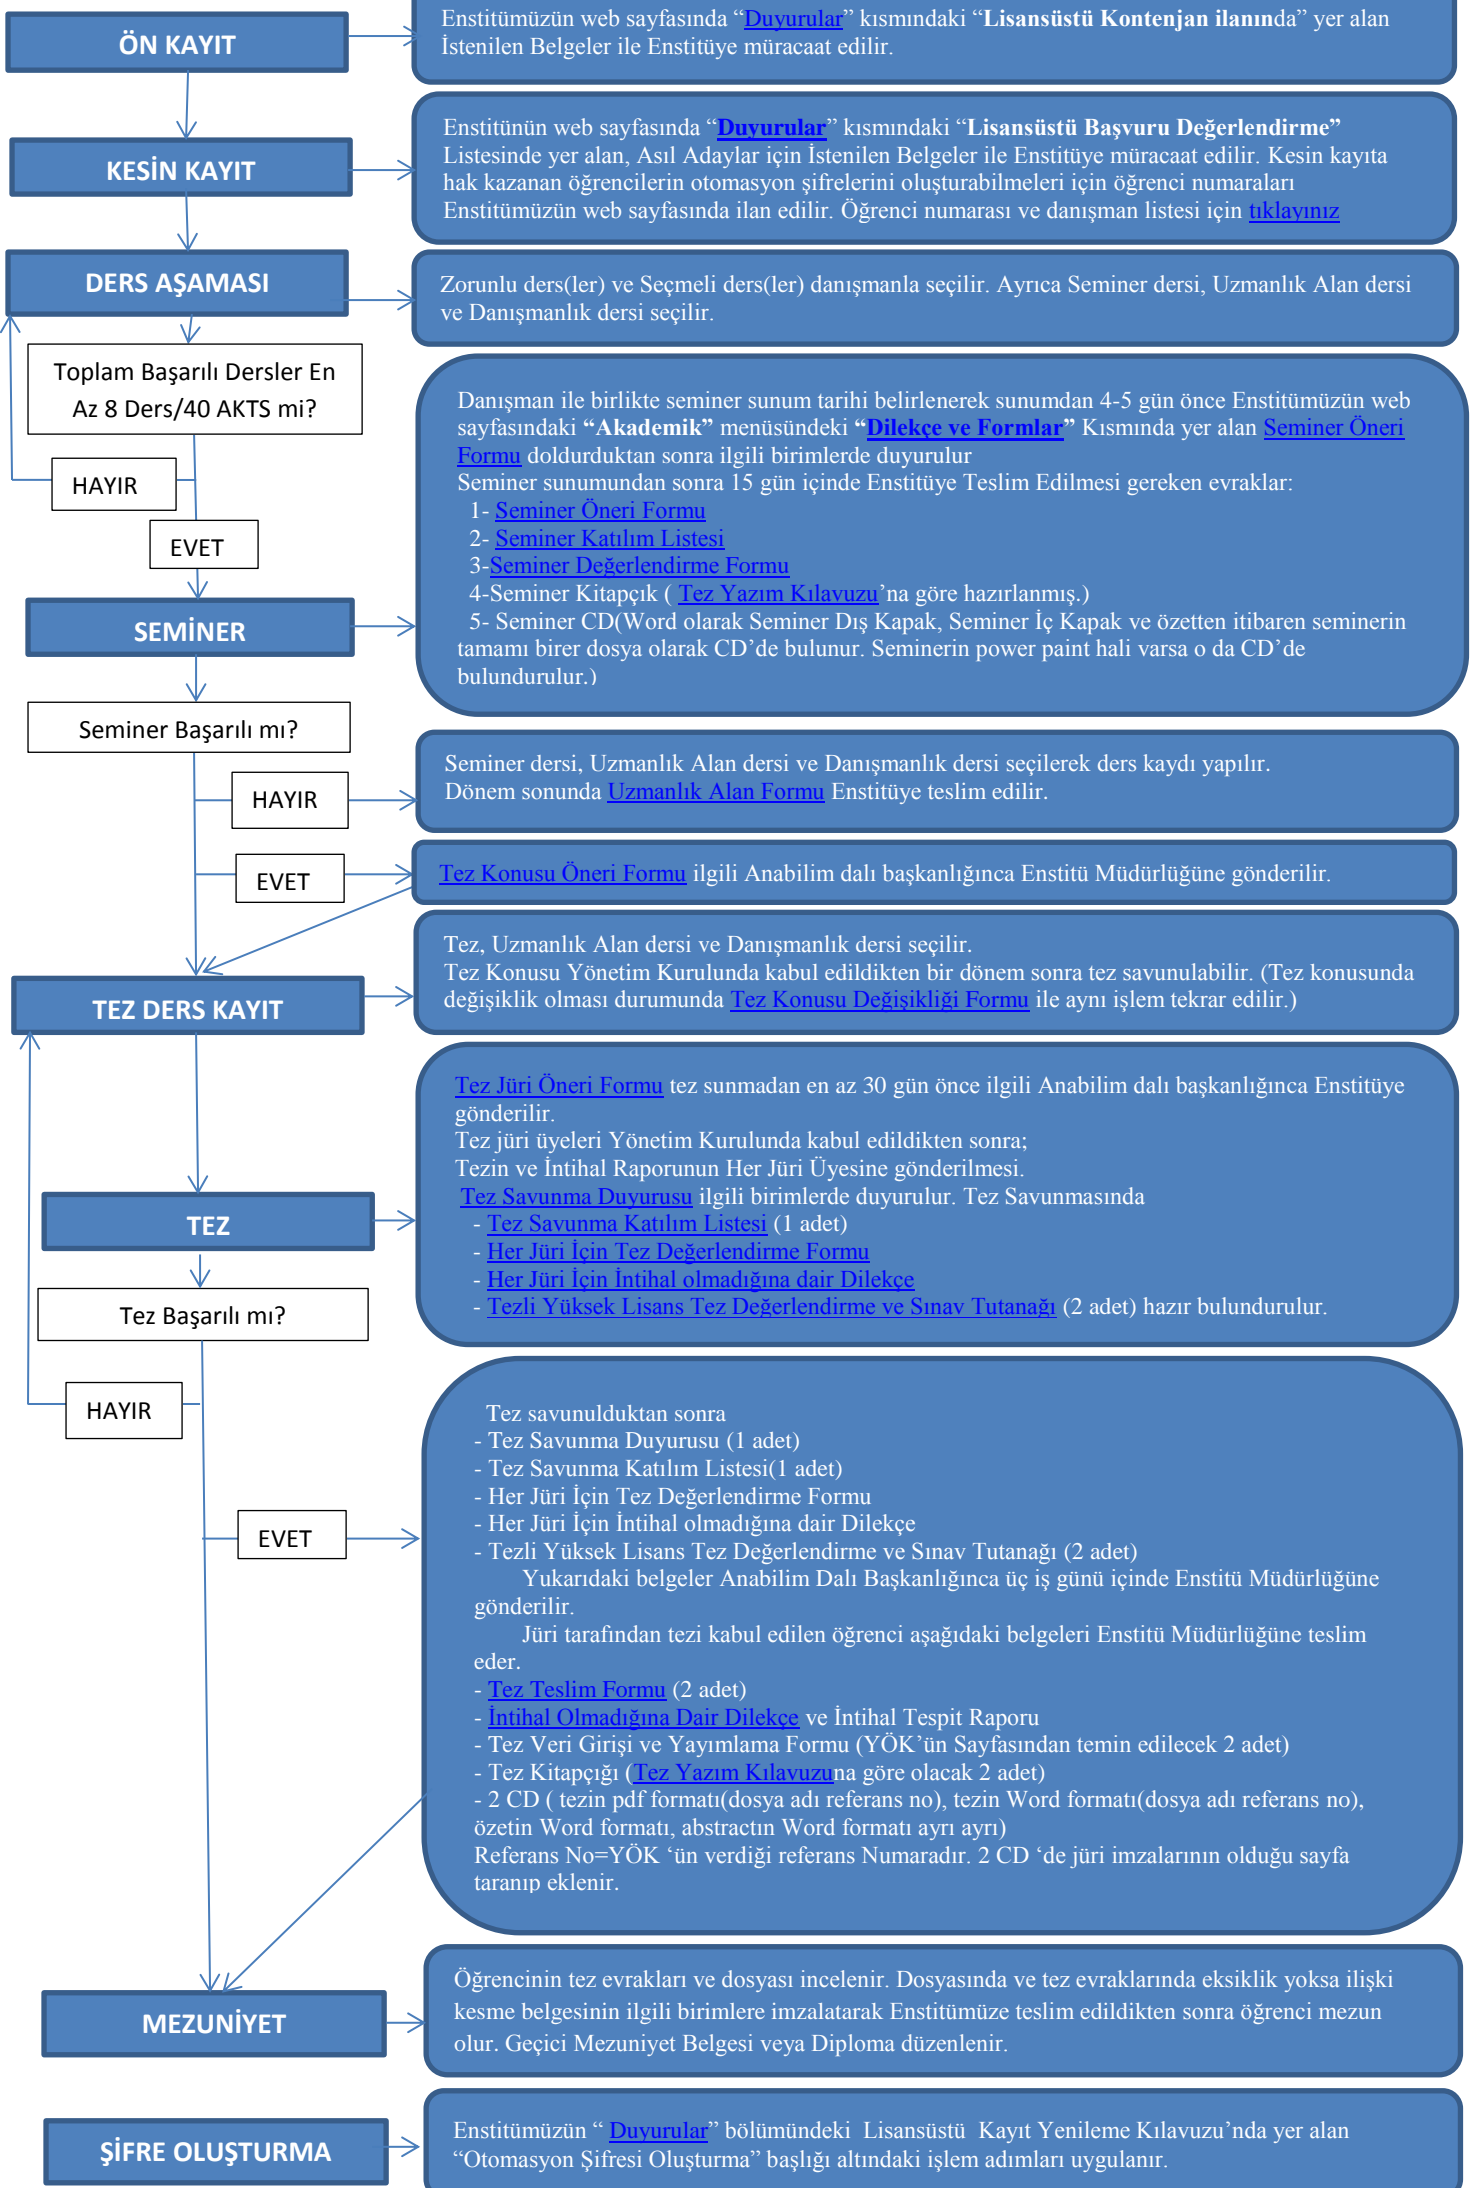 Enstitümüzün web sayfasında “Duyurular” kısmındaki “Lisansüstü Kontenjan ilanında” yer alan
İstenilen Belgeler ile Enstitüye müracaat edilir.
ÖN KAYIT
Enstitünün web sayfasında “Duyurular” kısmındaki “Lisansüstü Başvuru Değerlendirme”
Listesinde yer alan, Asıl Adaylar için İstenilen Belgeler ile Enstitüye müracaat edilir. Kesin kayıta
hak kazanan öğrencilerin otomasyon şifrelerini oluşturabilmeleri için öğrenci numaraları
Enstitümüzün web sayfasında ilan edilir. Öğrenci numarası ve danışman listesi için tıklayınız
KESİN KAYIT
DERS AŞAMASI
Zorunlu ders(ler) ve Seçmeli ders(ler) danışmanla seçilir. Ayrıca Seminer dersi, Uzmanlık Alan dersi
ve Danışmanlık dersi seçilir.
Toplam Başarılı Dersler En
Az 8 Ders/40 AKTS mi?
HAYIR
EVET
Danışman ile birlikte seminer sunum tarihi belirlenerek sunumdan 4-5 gün önce Enstitümüzün web
sayfasındaki “Akademik” menüsündeki “Dilekçe ve Formlar” Kısmında yer alan Seminer Öneri
Formu doldurduktan sonra ilgili birimlerde duyurulur
Seminer sunumundan sonra 15 gün içinde Enstitüye Teslim Edilmesi gereken evraklar:
1- Seminer Öneri Formu
2- Seminer Katılım Listesi
3-Seminer Değerlendirme Formu
4-Seminer Kitapçık ( Tez Yazım Kılavuzu’na göre hazırlanmış.)
5- Seminer CD(Word olarak Seminer Dış Kapak, Seminer İç Kapak ve özetten itibaren seminerin
tamamı birer dosya olarak CD’de bulunur. Seminerin power paint hali varsa o da CD’de
bulundurulur.)
SEMİNER
Seminer Başarılı mı?
HAYIR
Seminer dersi, Uzmanlık Alan dersi ve Danışmanlık dersi seçilerek ders kaydı yapılır.
Dönem sonunda Uzmanlık Alan Formu Enstitüye teslim edilir.
EVET
Tez Konusu Öneri Formu ilgili Anabilim dalı başkanlığınca Enstitü Müdürlüğüne gönderilir.
TEZ DERS KAYIT
Tez, Uzmanlık Alan dersi ve Danışmanlık dersi seçilir.
Tez Konusu Yönetim Kurulunda kabul edildikten bir dönem sonra tez savunulabilir. (Tez konusunda
değişiklik olması durumunda Tez Konusu Değişikliği Formu ile aynı işlem tekrar edilir.)
Tez Jüri Öneri Formu tez sunmadan en az 30 gün önce ilgili Anabilim dalı başkanlığınca Enstitüye
gönderilir.
Tez jüri üyeleri Yönetim Kurulunda kabul edildikten sonra;
Tezin ve İntihal Raporunun Her Jüri Üyesine gönderilmesi.
Tez Savunma Duyurusu ilgili birimlerde duyurulur. Tez Savunmasında
- Tez Savunma Katılım Listesi (1 adet)
- Her Jüri İçin Tez Değerlendirme Formu
- Her Jüri İçin İntihal olmadığına dair Dilekçe
- Tezli Yüksek Lisans Tez Değerlendirme ve Sınav Tutanağı (2 adet) hazır bulundurulur.
TEZ
Tez Başarılı mı?
HAYIR
EVET
Tez savunulduktan sonra
- Tez Savunma Duyurusu (1 adet)
- Tez Savunma Katılım Listesi(1 adet)
- Her Jüri İçin Tez Değerlendirme Formu
- Her Jüri İçin İntihal olmadığına dair Dilekçe
- Tezli Yüksek Lisans Tez Değerlendirme ve Sınav Tutanağı (2 adet)
Yukarıdaki belgeler Anabilim Dalı Başkanlığınca üç iş günü içinde Enstitü Müdürlüğüne
gönderilir.
Jüri tarafından tezi kabul edilen öğrenci aşağıdaki belgeleri Enstitü Müdürlüğüne teslim
eder.
- Tez Teslim Formu (2 adet)
- İntihal Olmadığına Dair Dilekçe ve İntihal Tespit Raporu
- Tez Veri Girişi ve Yayımlama Formu (YÖK’ün Sayfasından temin edilecek 2 adet)
- Tez Kitapçığı (Tez Yazım Kılavuzuna göre olacak 2 adet)
- 2 CD ( tezin pdf formatı(dosya adı referans no), tezin Word formatı(dosya adı referans no),
özetin Word formatı, abstractın Word formatı ayrı ayrı)
Referans No=YÖK ‘ün verdiği referans Numaradır. 2 CD ‘de jüri imzalarının olduğu sayfa
taranıp eklenir.
MEZUNİYET
Öğrencinin tez evrakları ve dosyası incelenir. Dosyasında ve tez evraklarında eksiklik yoksa ilişki
kesme belgesinin ilgili birimlere imzalatarak Enstitümüze teslim edildikten sonra öğrenci mezun
olur. Geçici Mezuniyet Belgesi veya Diploma düzenlenir.
ŞİFRE OLUŞTURMA
Enstitümüzün “ Duyurular” bölümündeki Lisansüstü Kayıt Yenileme Kılavuzu’nda yer alan
“Otomasyon Şifresi Oluşturma” başlığı altındaki işlem adımları uygulanır.